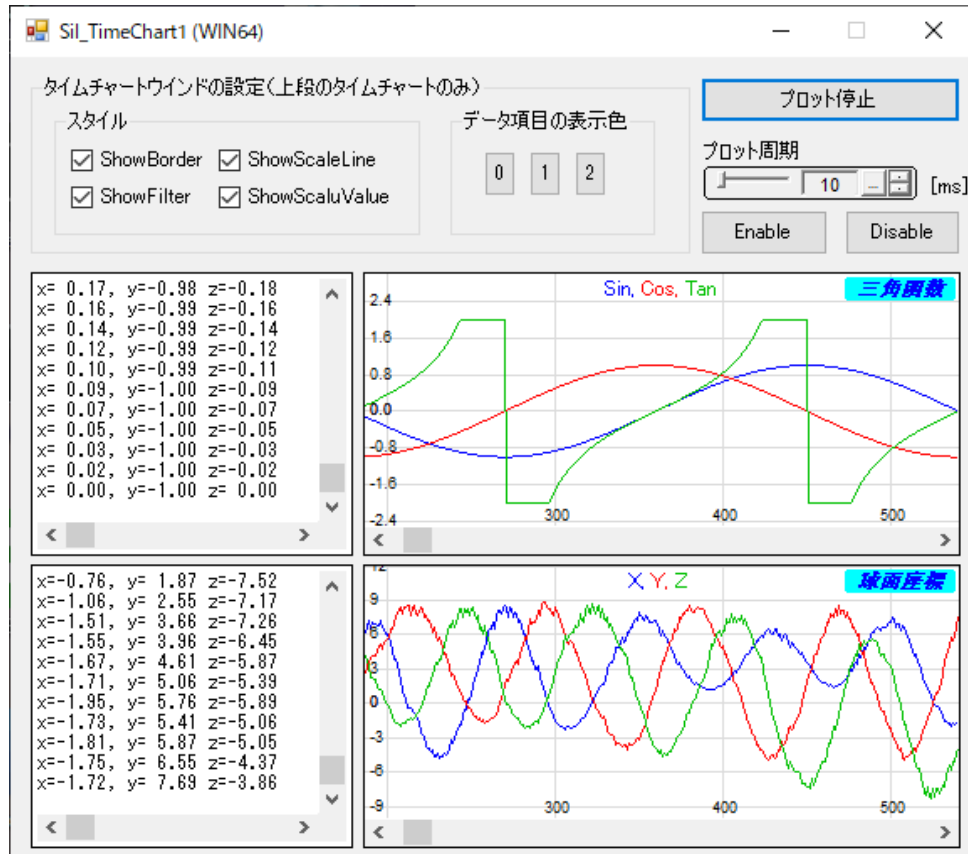 Sil_TimeChart1 (WIN64)
タイムチャートウインドの設定(上段のタイムチャートのみ)
スタイル
ShowBorder
ShowScaleLine
ShowFilter
ShowScaluValue
データ項目の表示色
0 1 2
プロット停止
プロット周期
10 [ms]
Enable
Disable
x= 0.17, y=-0.98 z=-0.18
x= 0.16, y=-0.99 z=-0.16
x= 0.14, y=-0.99 z=-0.14
x= 0.12, y=-0.99 z=-0.12
x= 0.10, y=-0.99 z=-0.11
x= 0.09, y=-1.00 z=-0.09
x= 0.07, y=-1.00 z=-0.07
x= 0.05, y=-1.00 z=-0.05
x= 0.03, y=-1.00 z=-0.03
x= 0.02, y=-1.00 z=-0.02
x= 0.00, y=-1.00 z= 0.00
Sin, Cos, Tan
三角函数
2.4
1.6
0.8
0.0
-0.8
-1.6
-2.4
300 400 500
x=-0.76, y= 1.87 z=-7.52
x=-1.06, y= 2.55 z=-7.17
x=-1.51, y= 3.66 z=-7.26
x=-1.55, y= 3.96 z=-6.45
x=-1.67, y= 4.61 z=-5.87
x=-1.71, y= 5.06 z=-5.39
x=-1.95, y= 5.76 z=-5.89
x=-1.73, y= 5.41 z=-5.06
x=-1.81, y= 5.87 z=-5.05
x=-1.75, y= 6.55 z=-4.37
x=-1.72, y= 7.69 z=-3.86
X, Y, Z
球面座標
12
9
6
3
0
-3
-6
-9
300 400 500